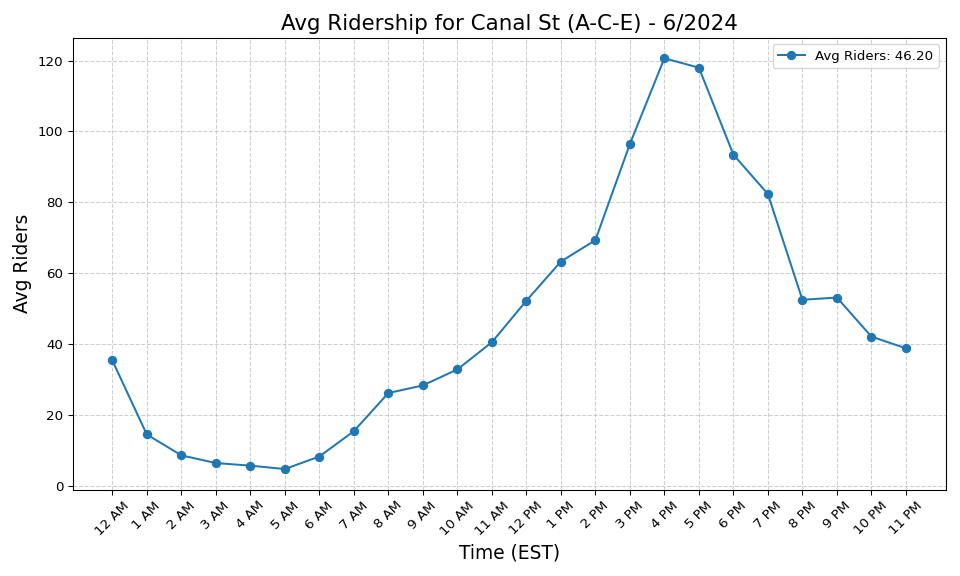 Avg Ridership for Canal St (A-C-E) - 6/2024
Avg Riders: 46.20
Avg Riders
120
100
80
60
40
20
0
12 AM
1 AM
2 AM
3 AM
4 AM
5 AM
6 AM
7 AM
8 AM
9 AM
10 AM
11 AM
12 PM
1 PM
2 PM
3 PM
4 PM
5 PM
6 PM
7 PM
8 PM
9 PM
10 PM
11 PM
Time (EST)